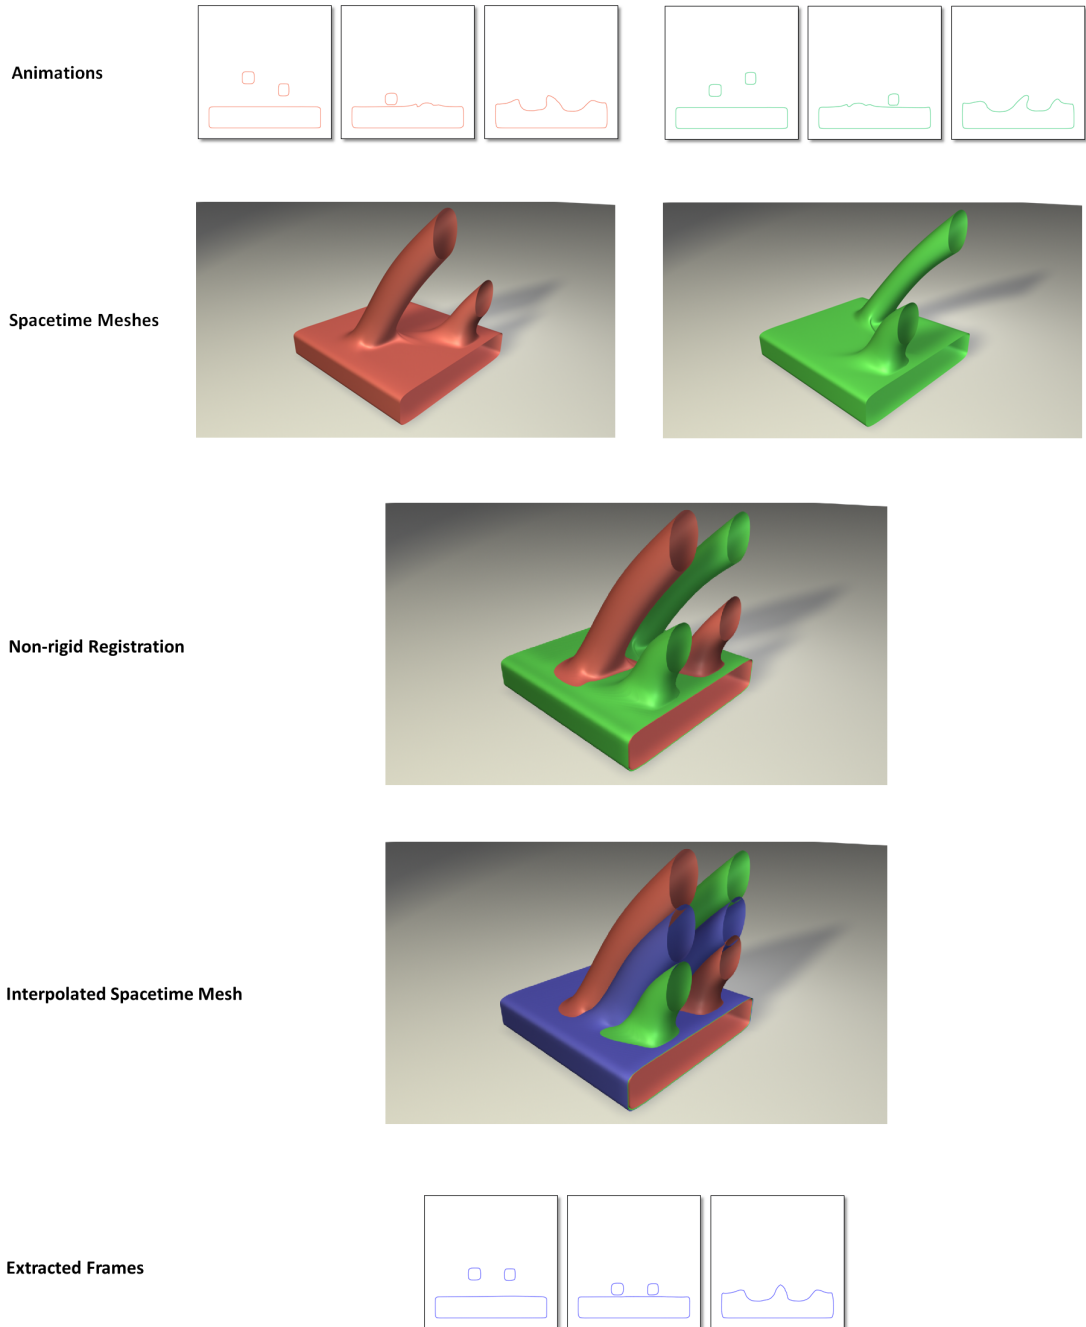 Animations
Spacetime Meshes
Non-rigid Registration
Interpolated Spacetime Mesh
Extracted Frames